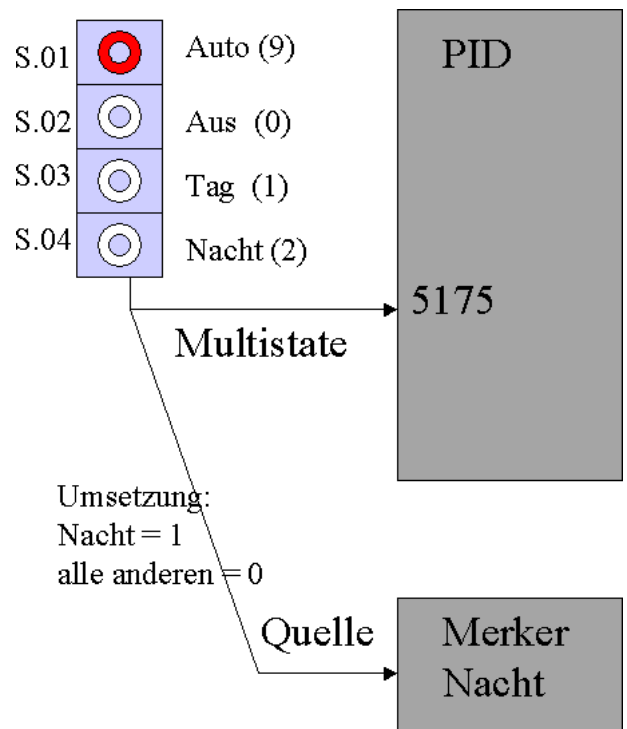 S.01 Auto (9)
S.02 Aus (0)
S.03 Tag (1)
S.04 Nacht (2)
PID
5175
Multistate
Umsetzung:
Nacht = 1
alle anderen = 0
Quelle
Merker
Nacht